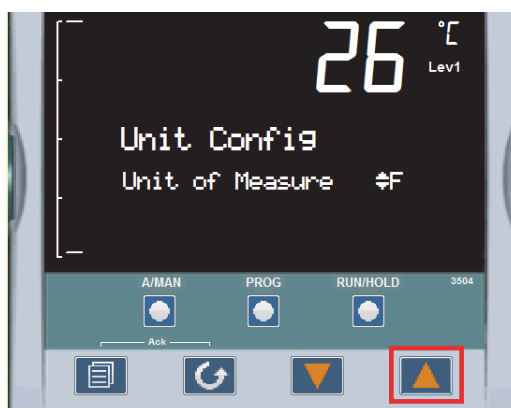 26 °C
Lev1
Unit Config
Unit of Measure F
A/MAN PROG RUN/HOLD 3504
Ack